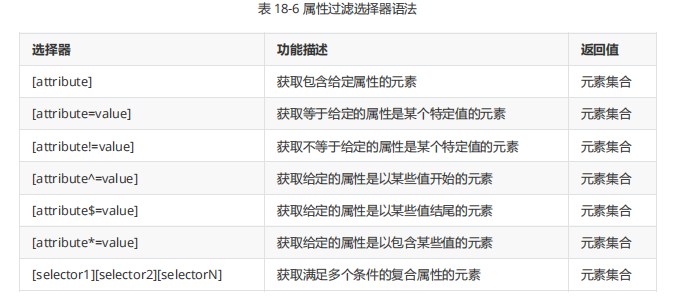 表 18-6 属性过滤选择器语法
选择器 功能描述 返回值
[attribute] 获取包含给定属性的元素 元素集合
[attribute=value] 获取等于给定的属性是某个特定值的元素 元素集合
[attribute!=value] 获取不等于给定的属性是某个特定值的元素 元素集合
[attribute^=value] 获取给定的属性是以某些值开始的元素 元素集合
[attribute$=value] 获取给定的属性是以某些值结尾的元素 元素集合
[attribute*=value] 获取给定的属性是以包含某些值的元素 元素集合
[selector1][selector2][selectorN] 获取满足多个条件的复合属性的元素 元素集合